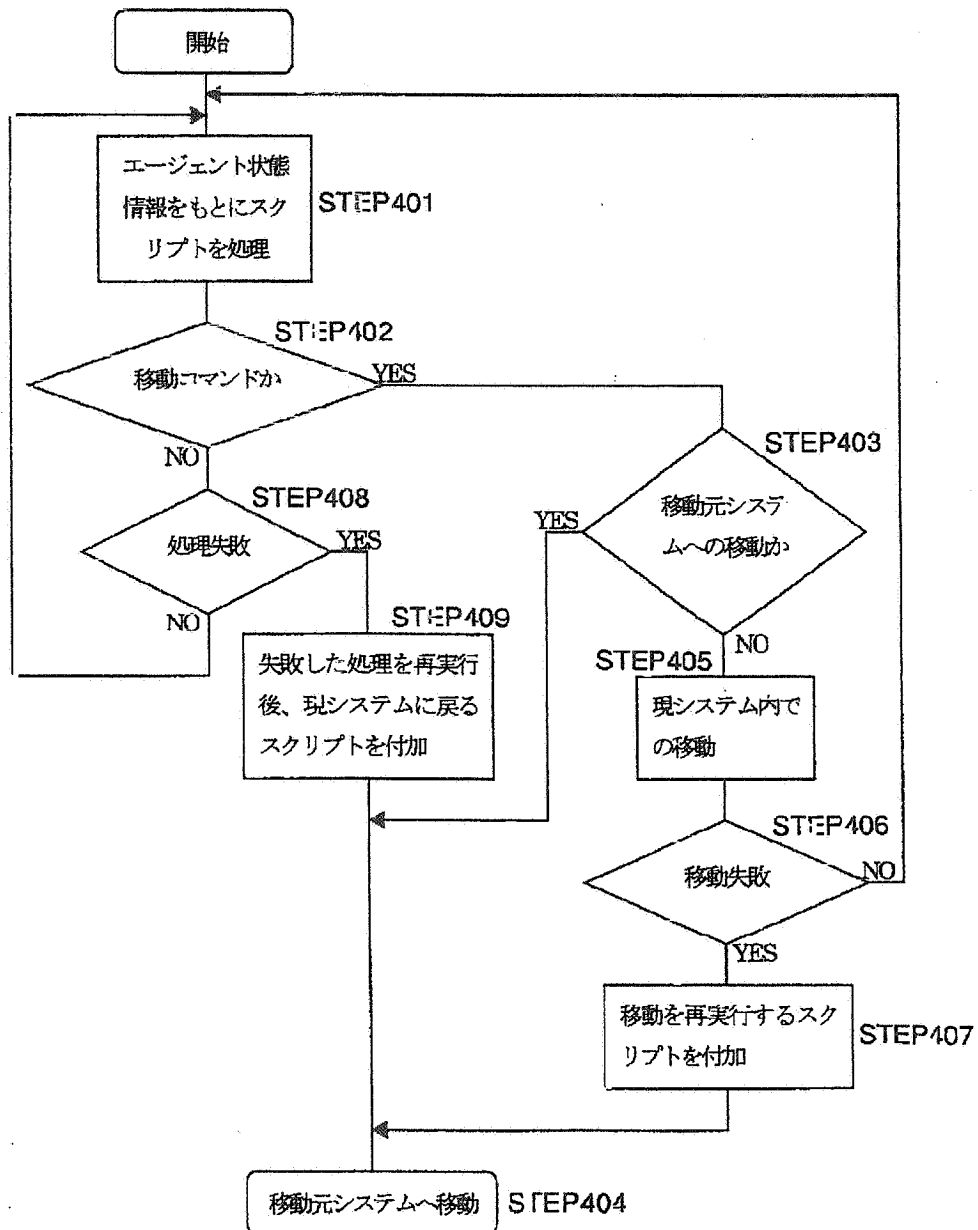 開始
エージェント状態
情報をもとにスク
リプトを処理
STEP401
STEP402
移動コマンドか
YES
NO
STEP403
移動元システ
ムへの移動か
YES
NO
STEP408
処理失敗
YES
NO
STEP409
失敗した処理を再実行
後、現システムに戻る
スクリプトを付加
STEP405
現システム内で
の移動
STEP406
移動失敗
NO
YES
移動を再実行するスク
リプトを付加
STEP407
移動元システムへ移動
STEP404